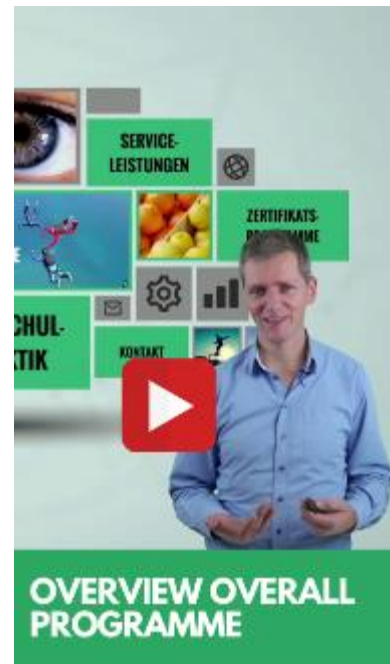 SERVICE-
LEISTUNGEN
ZERTIFIKATS-
CHUL-
TIK
KONTAKT
OVERVIEW OVERALL
PROGRAMME